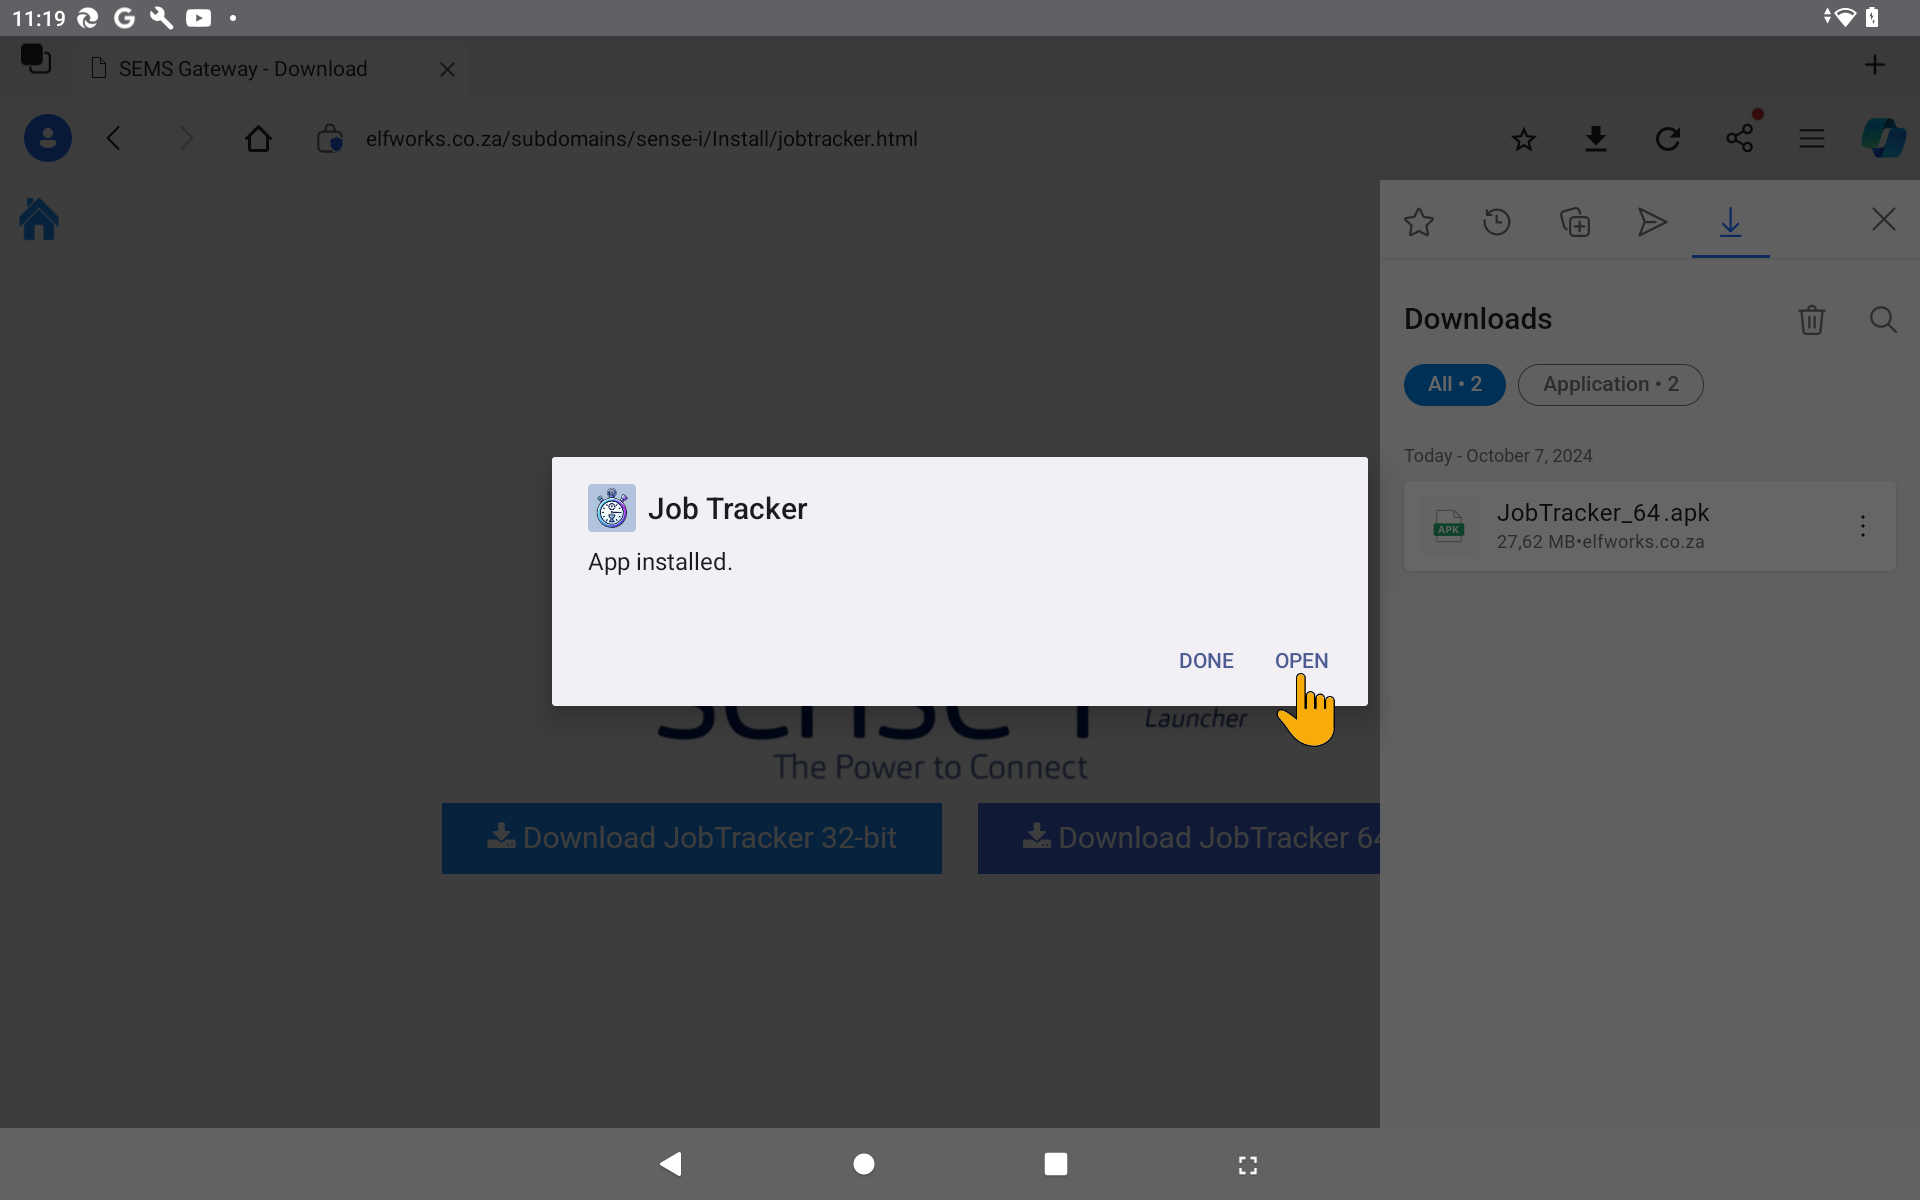 11:19
SEMS Gateway - Download
elfworks.co.za/subdomains/sense-i/Install/jobtracker.html
Downloads
All • 2
Application • 2
Today - October 7, 2024
APK
JobTracker_64.apk
27,62 MB•elfworks.co.za
Job Tracker
App installed.
DONE
OPEN
Launcher
The Power to Connect
Download JobTracker 32-bit
Download JobTracker 64